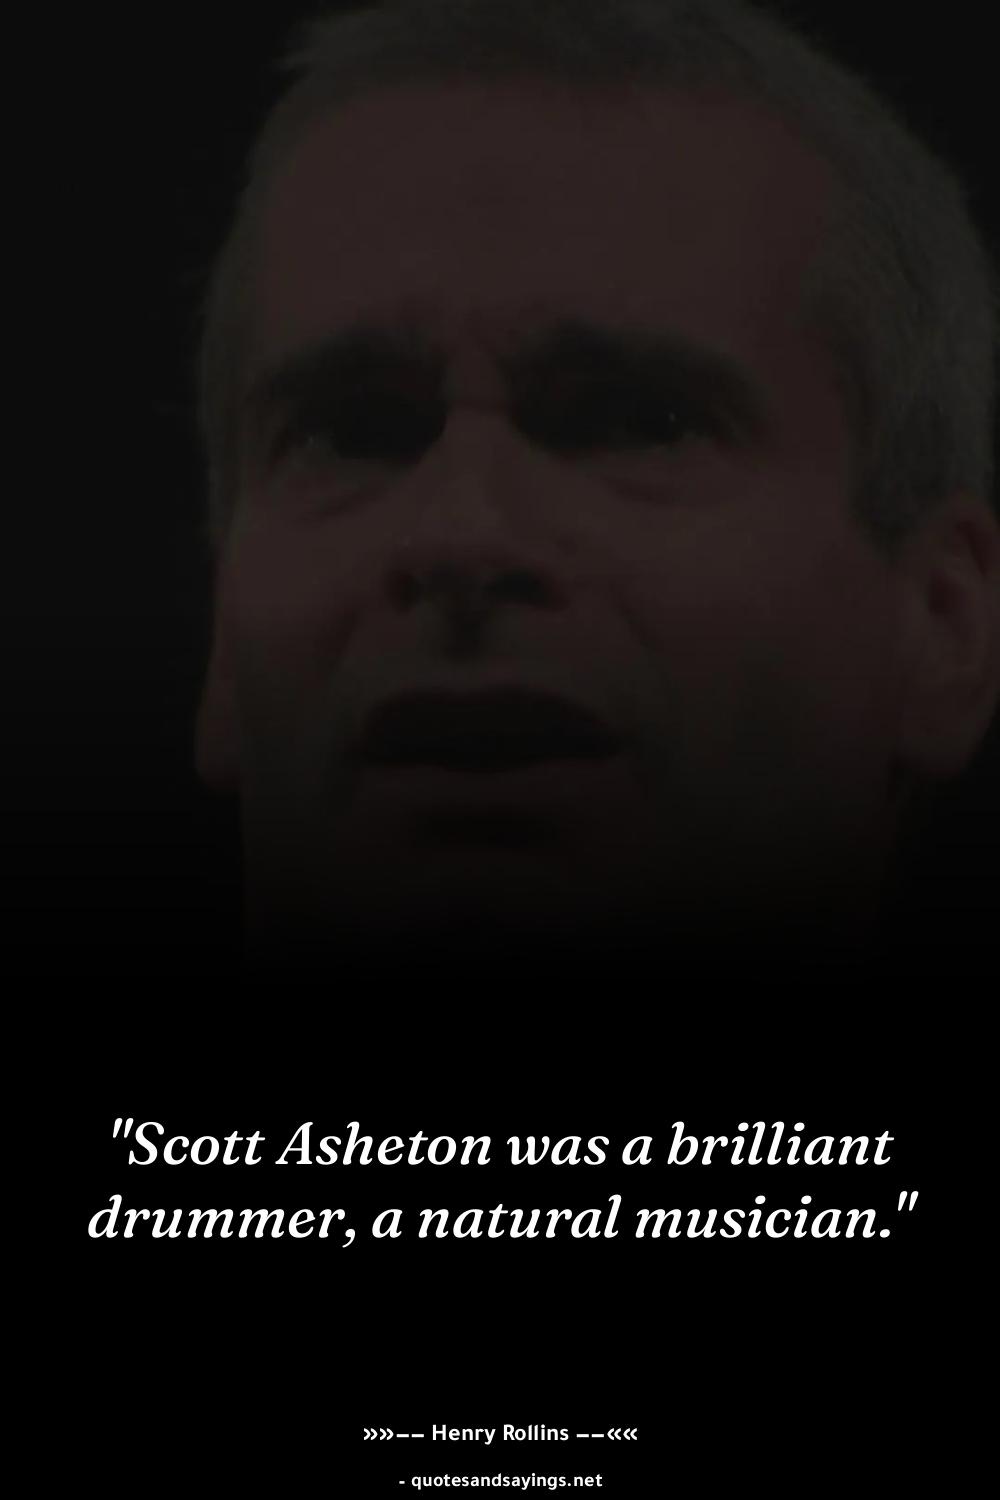 "Scott Asheton was a brilliant
drummer, a natural musician."
»»−− Henry Rollins −−««
- quotesandsayings.net